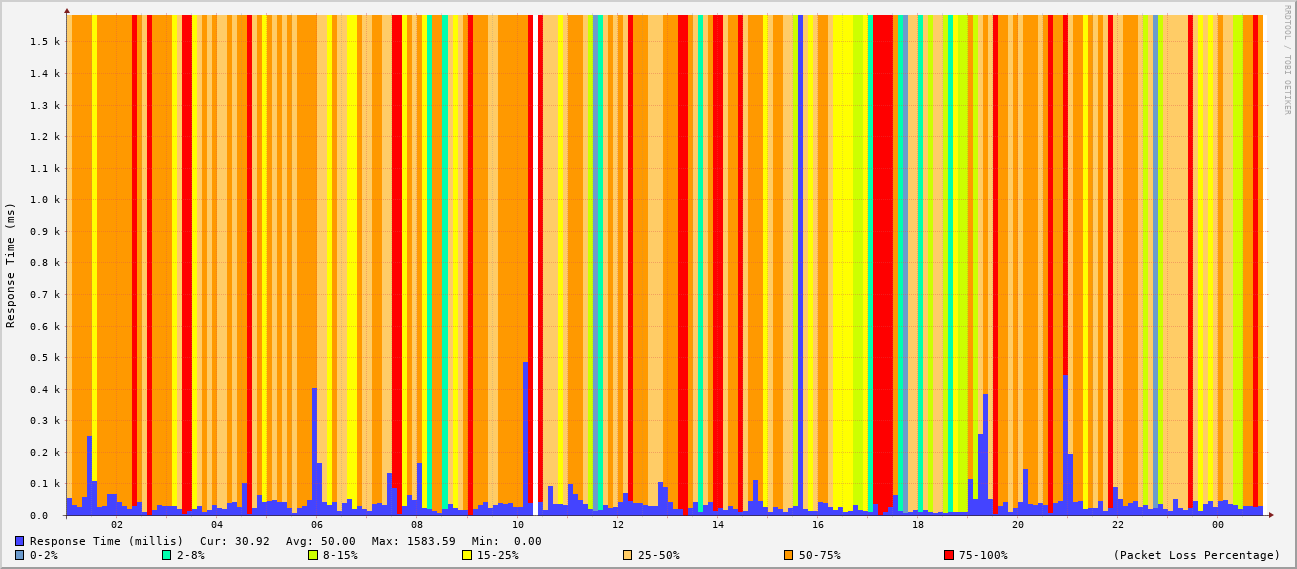 RRDTOOL / TOBI OETIKER
Response Time (ms)
1.5 k
1.4 k
1.3 k
1.2 k
1.1 k
1.0 k
0.9 k
0.8 k
0.7 k
0.6 k
0.5 k
0.4 k
0.3 k
0.2 k
0.1 k
0.0
02 04 06 08 10 12 14 16 18 20 22 00
Response Time (millis) Cur: 30.92 Avg: 50.00 Max: 1583.59 Min: 0.00
0-2% 2-8% 8-15% 15-25% 25-50% 50-75% 75-100% (Packet Loss Percentage)